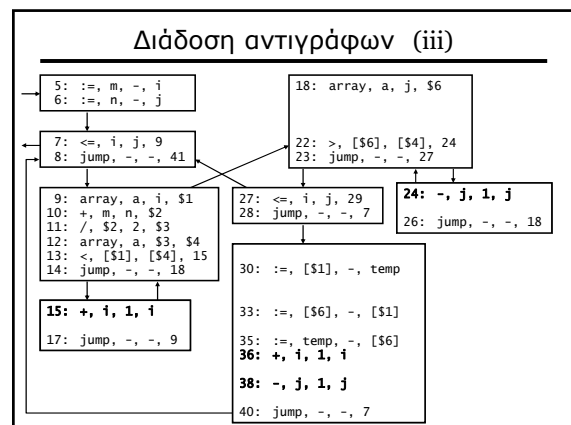 Διάδοση αντιγράφων (iii)
5: :=, m, -, i
6: :=, n, -, j
7: <=, i, j, 9
8: jump, -, -, 41
9: array, a, i, $1
10: +, m, n, $2
11: /, $2, 2, $3
12: array, a, $3, $4
13: <, [$1], [$4], 15
14: jump, -, -, 18
15: +, i, 1, i
17: jump, -, -, 9
18: array, a, j, $6
22: >, [$6], [$4], 24
23: jump, -, -, 27
24: -, j, 1, j
26: jump, -, -, 18
27: <=, i, j, 29
28: jump, -, -, 7
30: :=, [$1], -, temp
33: :=, [$6], -, [$1]
35: :=, temp, -, [$6]
36: +, i, 1, i
38: -, j, 1, j
40: jump, -, -, 7